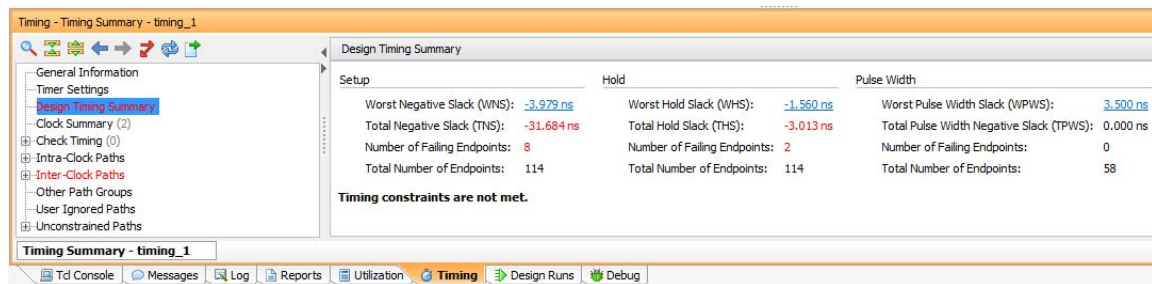 Timing - Timing Summary - timing_1
General Information
Timer Settings
Design Timing Summary
Clock Summary (2)
Check Timing (0)
Intra-Clock Paths
Inter-Clock Paths
Other Path Groups
User Ignored Paths
Unconstrained Paths
Design Timing Summary
Setup Hold Pulse Width
Worst Negative Slack (WNS): -3.979 ns Worst Hold Slack (WHS): -1.560 ns Worst Pulse Width Slack (WPWS): 3.500 ns
Total Negative Slack (TNS): -31.684 ns Total Hold Slack (THS): -3.013 ns Total Pulse Width Negative Slack (TPWS): 0.000 ns
Number of Failing Endpoints: 8 Number of Failing Endpoints: 2 Number of Failing Endpoints: 0
Total Number of Endpoints: 114 Total Number of Endpoints: 114 Total Number of Endpoints: 58
Timing constraints are not met.
Timing Summary - timing_1
Tcl Console Messages Log Reports Utilization Timing Design Runs Debug